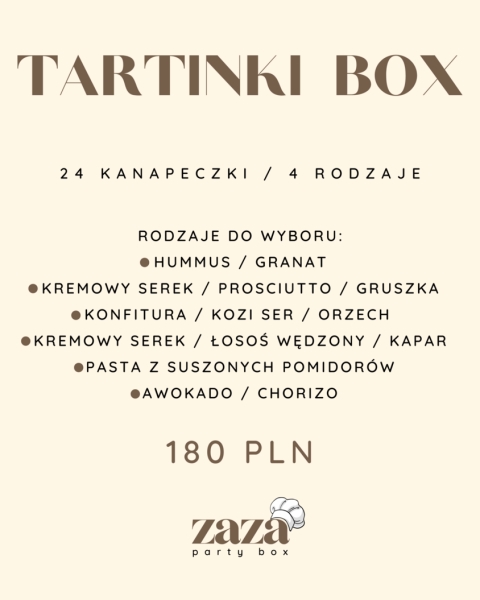 TARTINKI BOX
24 KANAPECZKI / 4 RODZAJE
RODZAJE DO WYBORU:
●HUMMUS / GRANAT
●KREMOWY SEREK / PROSCIUTTO / GRUSZKA
●KONFITURA / KOZI SER / ORZECH
●KREMOWY SEREK / ŁOSOŚ WĘDZONY / KAPAR
●PASTA Z SUSZONYCH POMIDORÓW
●AWOKADO / CHORIZO
180 PLN
zaza
party box